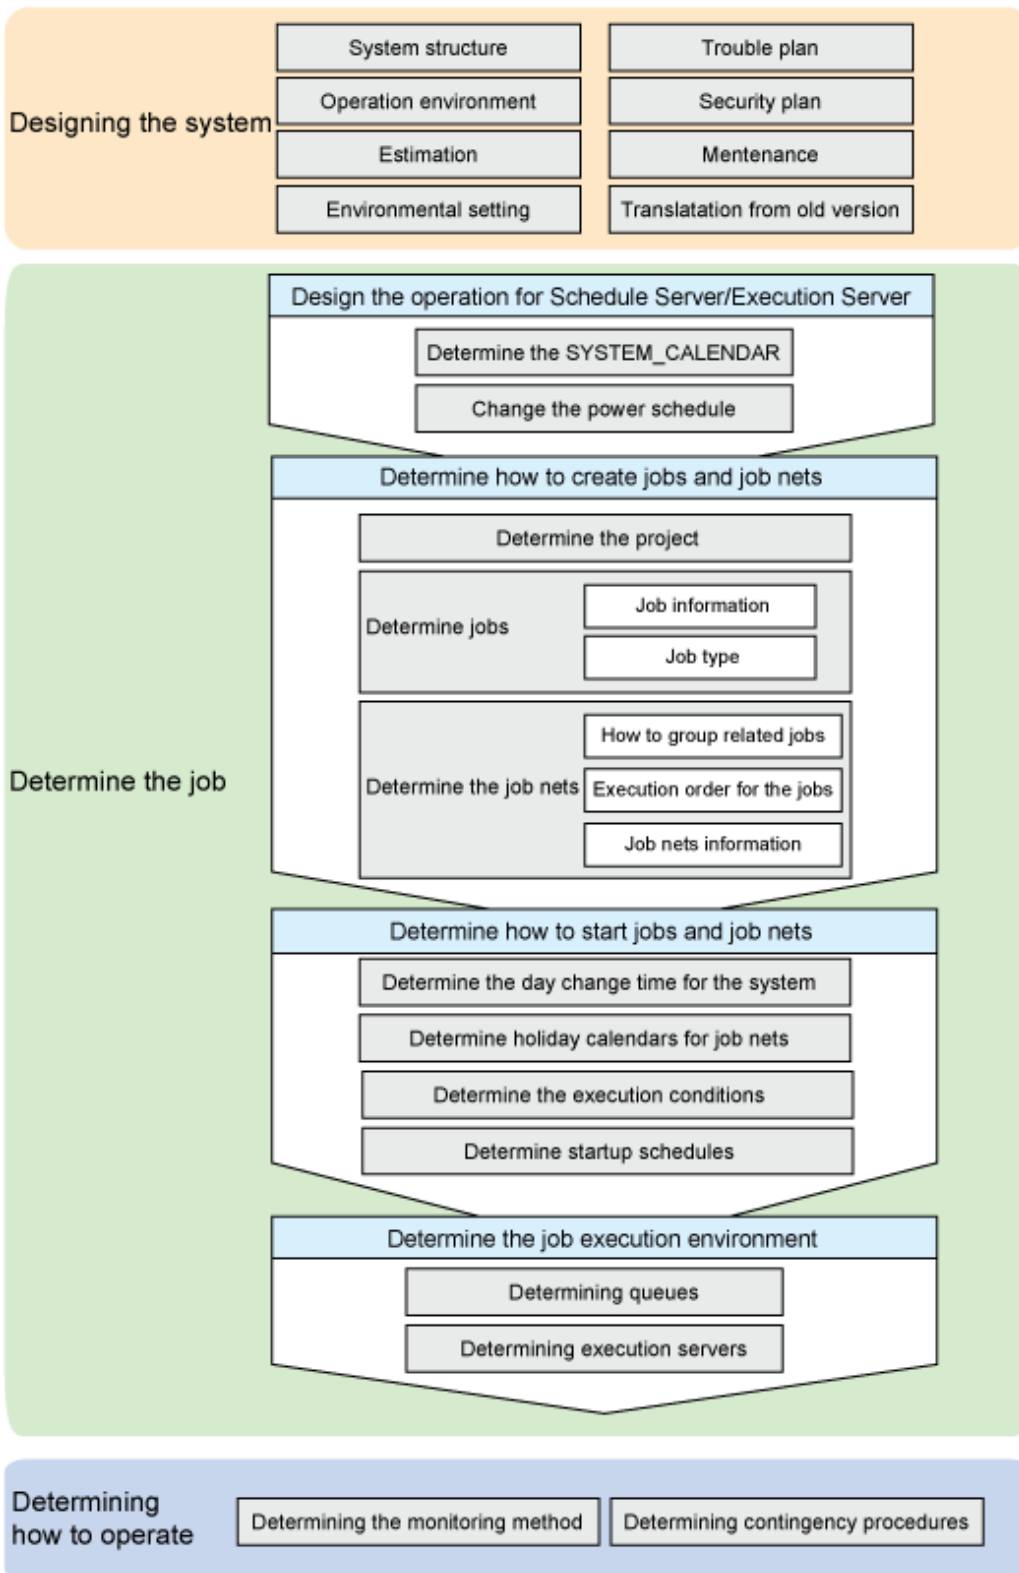 Designing the system
System structure
Trouble plan
Operation environment
Security plan
Estimation
Mentenance
Environmental setting
Translatation from old version
Determine the job
Design the operation for Schedule Server/Execution Server
Determine the SYSTEM_CALENDAR
Change the power schedule
Determine how to create jobs and job nets
Determine the project
Determine jobs
Job information
Job type
Determine the job nets
How to group related jobs
Execution order for the jobs
Job nets information
Determine how to start jobs and job nets
Determine the day change time for the system
Determine holiday calendars for job nets
Determine the execution conditions
Determine startup schedules
Determine the job execution environment
Determining queues
Determining execution servers
Determining
how to operate
Determining the monitoring method
Determining contingency procedures